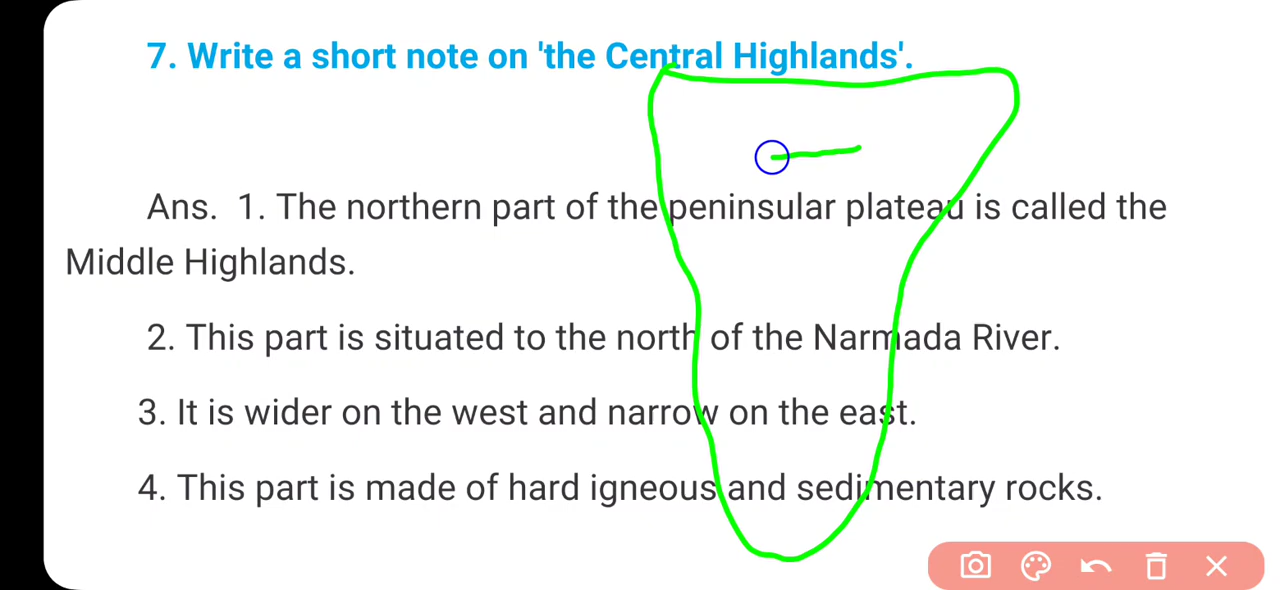 7. Write a short note on 'the Central Highlands'.
Ans. 1. The northern part of the peninsular plateau is called the
Middle Highlands.
2. This part is situated to the north of the Narmada River.
3. It is wider on the west and narrow on the east.
4. This part is made of hard igneous and sedimentary rocks.